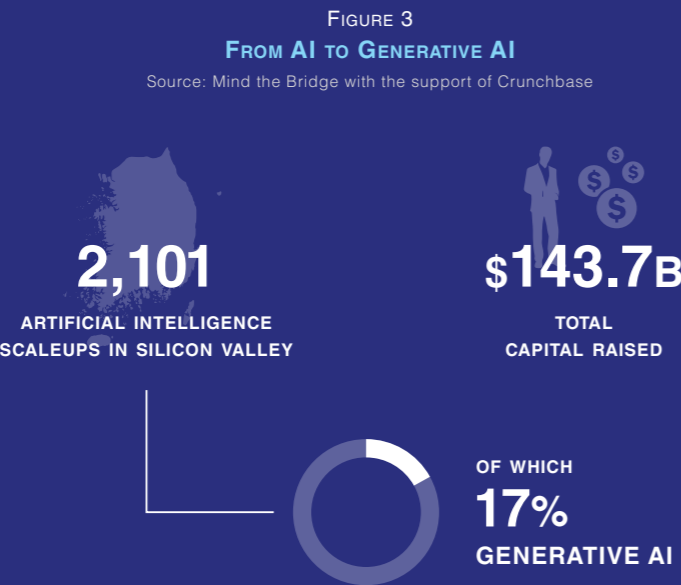 FIGURE 3
FROM AI TO GENERATIVE AI
Source: Mind the Bridge with the support of Crunchbase
2,101
ARTIFICIAL INTELLIGENCE
SCALEUPS IN SILICON VALLEY
$ $ $ $
$143.7B
TOTAL
CAPITAL RAISED
OF WHICH
17%
GENERATIVE AI